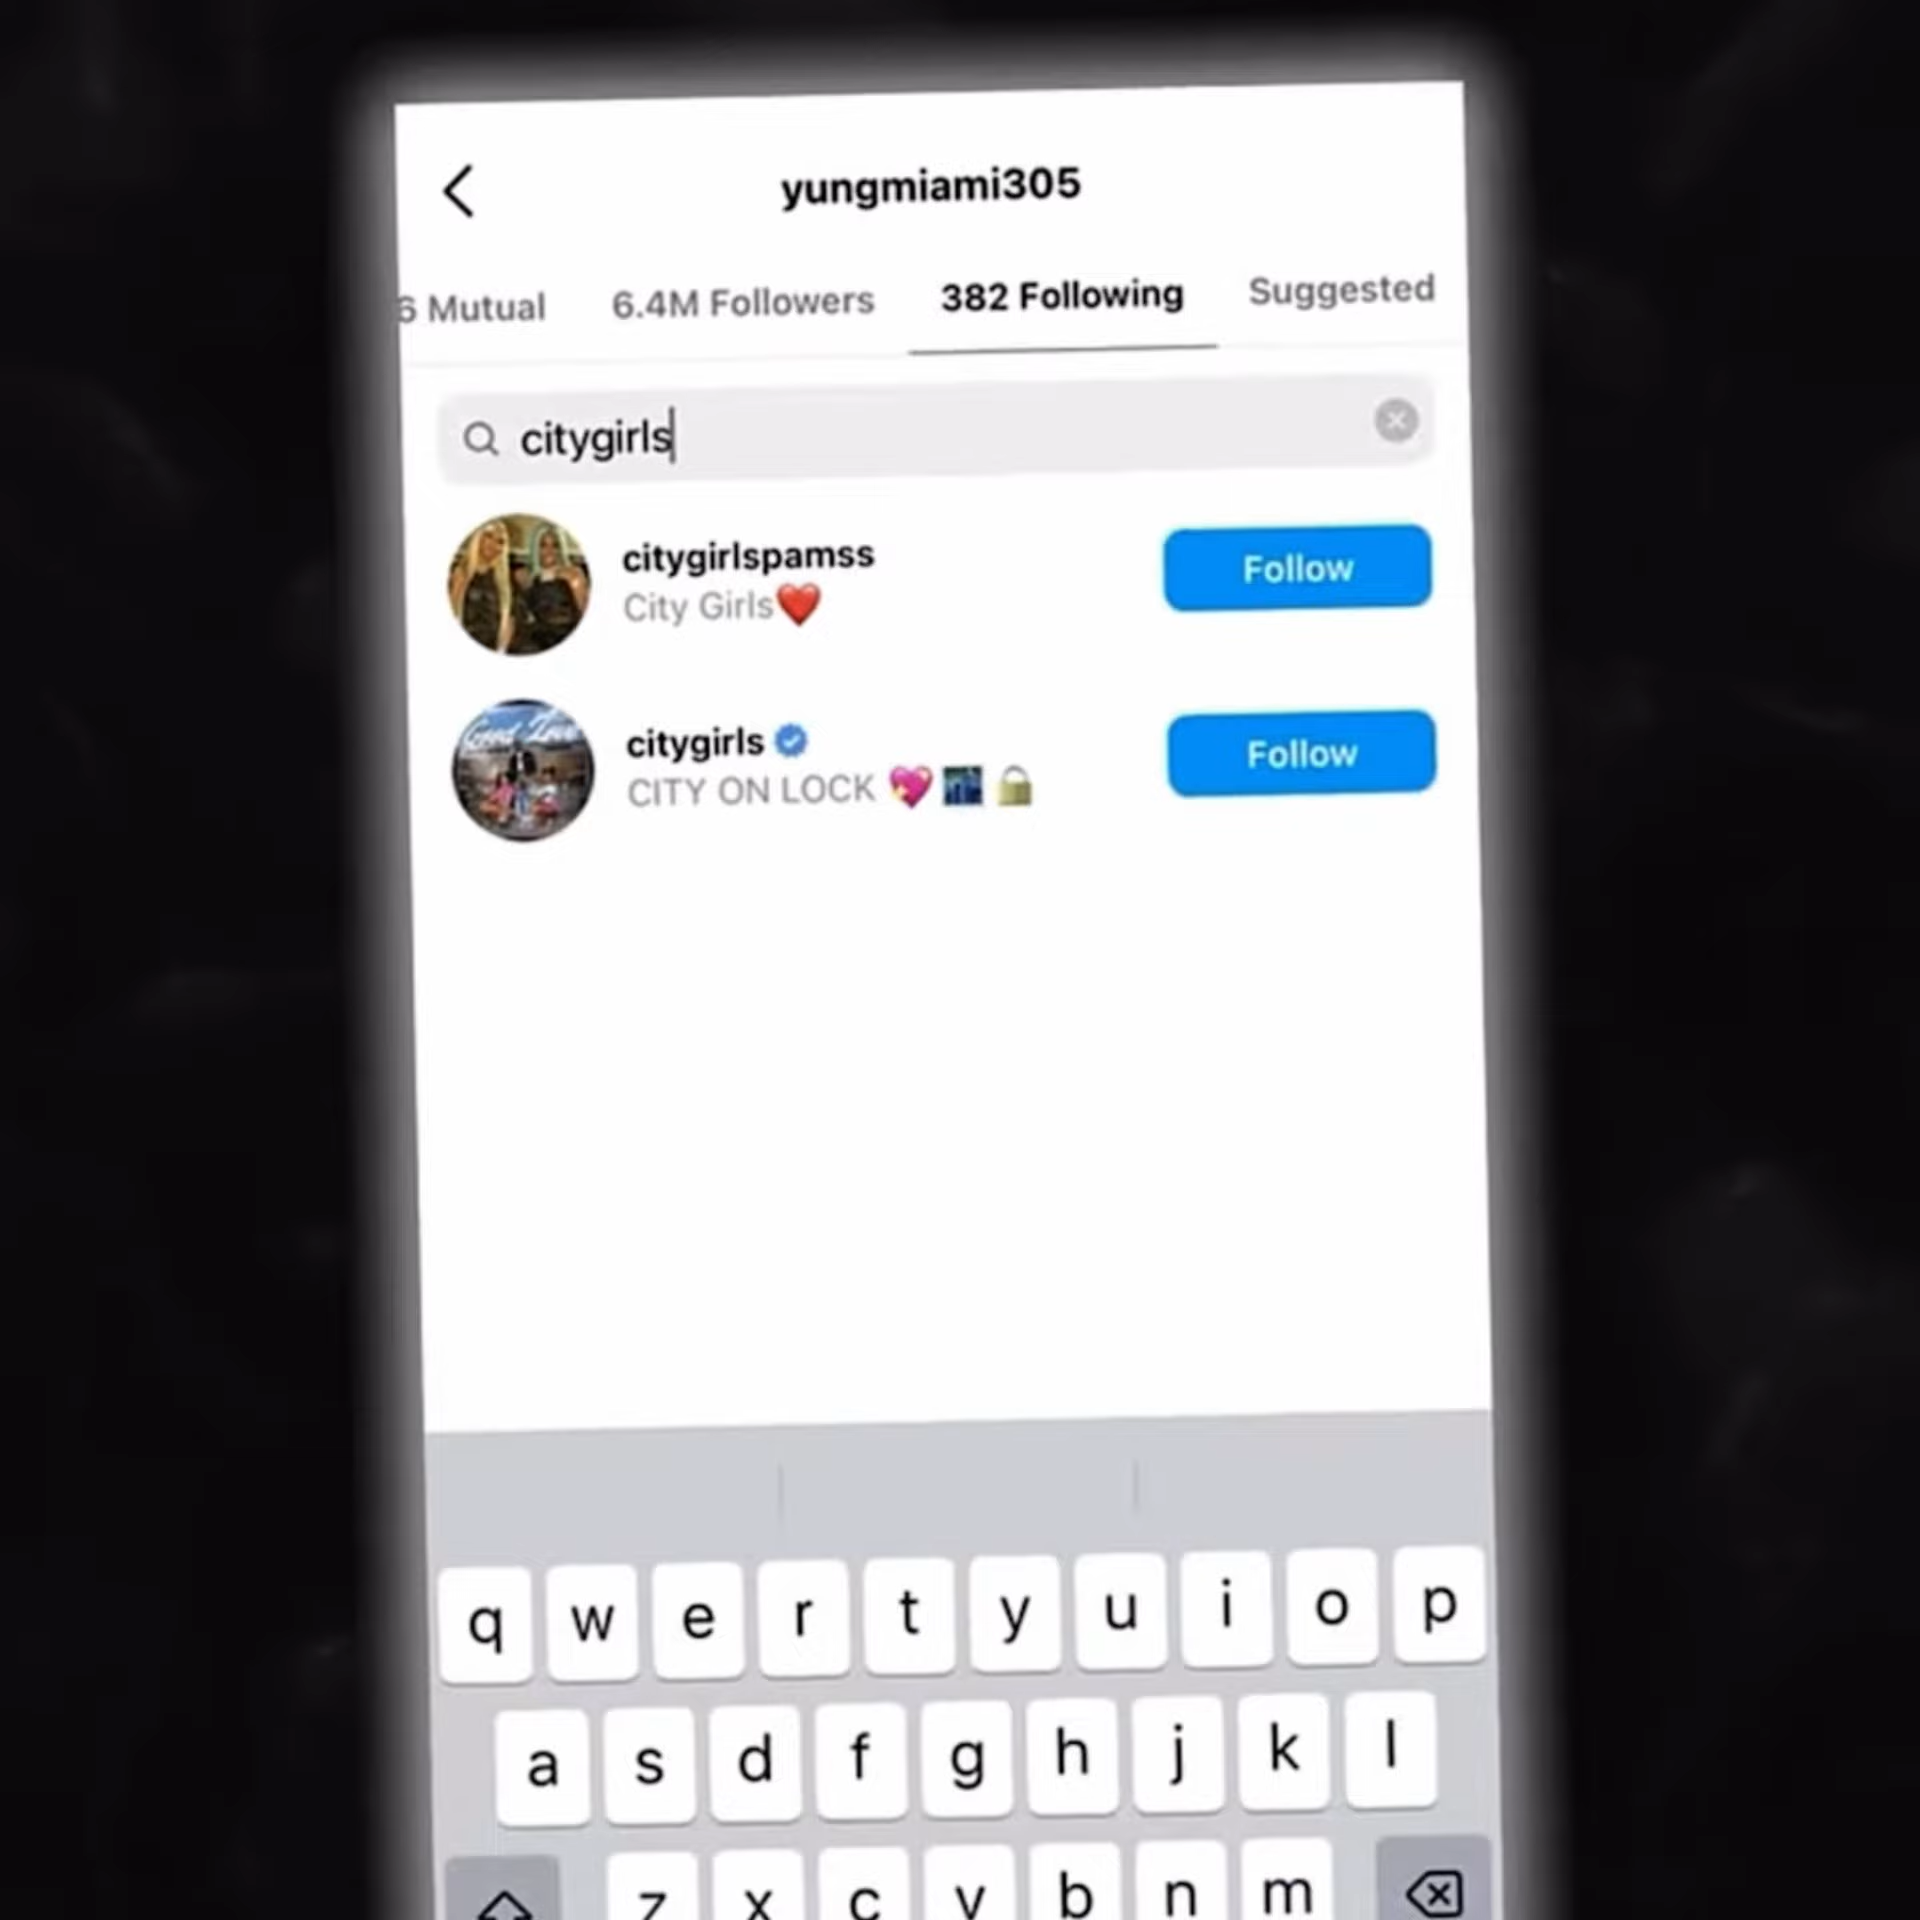 yungmiami305
6 Mutual 6.4M Followers 382 Following Suggested
citygirls
citygirlspamss
City Girls❤️
Follow
citygirls
CITY ON LOCK 💖 🌃 🔒
Follow
q w e r t y u i o p
a s d f g h j k l
z x c v b n m